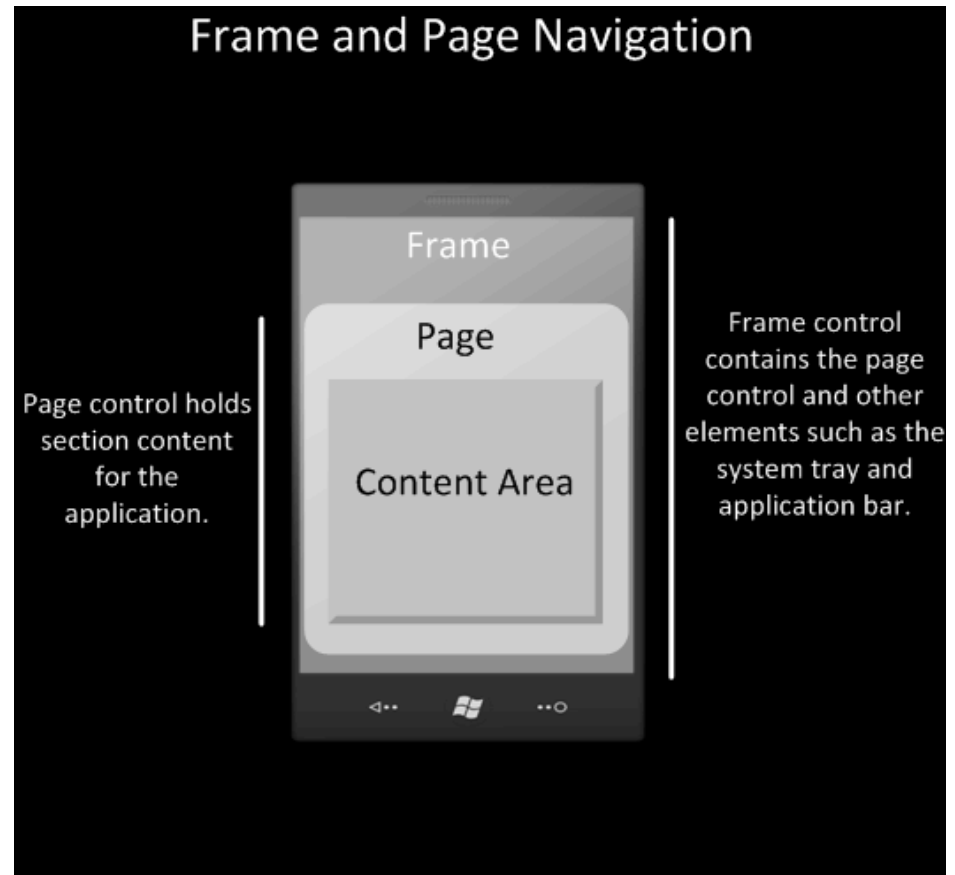 Frame and Page Navigation
Frame
Page
Content Area
Page control holds
section content
for the
application.
Frame control
contains the page
control and other
elements such as the
system tray and
application bar.